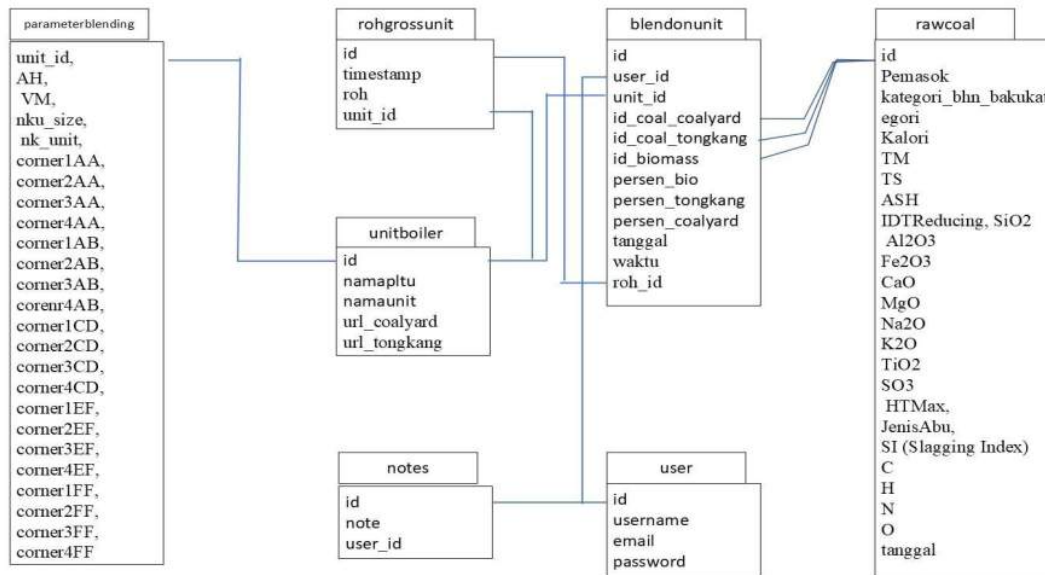 parameterblending
unit_id,
AH,
VM,
nku_size,
nk_unit,
corner1AA,
corner2AA,
corner3AA,
corner4AA,
corner1AB,
corner2AB,
corner3AB,
corenr4AB,
corner1CD,
corner2CD,
corner3CD,
corner4CD,
corner1EF,
corner2EF,
corner3EF,
corner4EF,
corner1FF,
corner2FF,
corner3FF,
corner4FF
rohgrossunit
id
timestamp
roh
unit_id
unitboiler
id
namapltu
namaunit
url_coalyard
url_tongkang
notes
id
note
user_id
blendonunit
id
user_id
unit_id
id_coal_coalyard
id_coal_tongkang
id_biomass
persen_bio
persen_tongkang
persen_coalyard
tanggal
waktu
roh_id
user
id
username
email
password
rawcoal
id
Pemasok
kategori_bhn_bakukat
egori
Kalori
TM
TS
ASH
IDTReducing, SiO2
Al2O3
Fe2O3
CaO
MgO
Na2O
K2O
TiO2
SO3
HTMax,
JenisAbu,
SI (Slagging Index)
C
H
N
O
tanggal